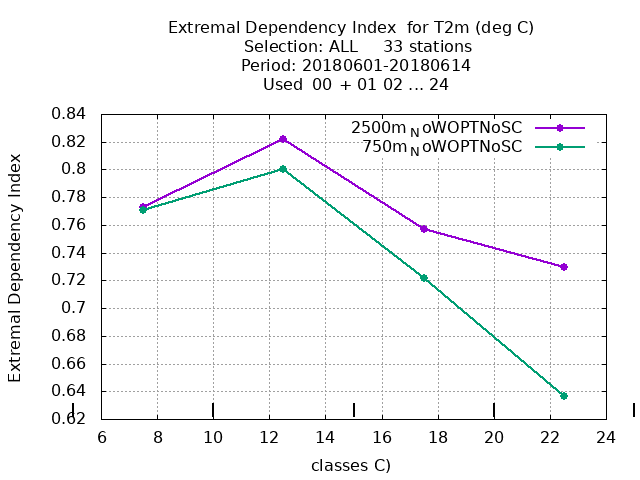 Extremal Dependency Index for T2m (deg C)
Selection: ALL 33 stations
Period: 20180601-20180614
Used 00 + 01 02 ... 24
2500m_NoWOPTNoSC
750m_NoWOPTNoSC
Extremal Dependency Index
0.84
0.82
0.8
0.78
0.76
0.74
0.72
0.7
0.68
0.66
0.64
0.62
6 8 10 12 14 16 18 20 22 24
classes C)